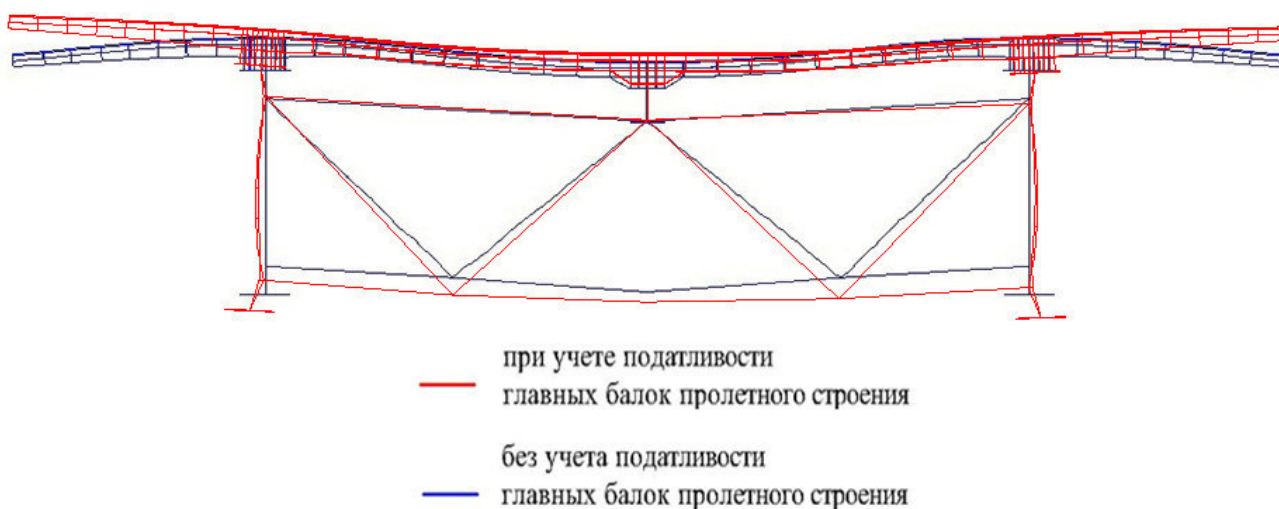 при учете податливости
главных балок пролетного строения
без учета податливости
главных балок пролетного строения